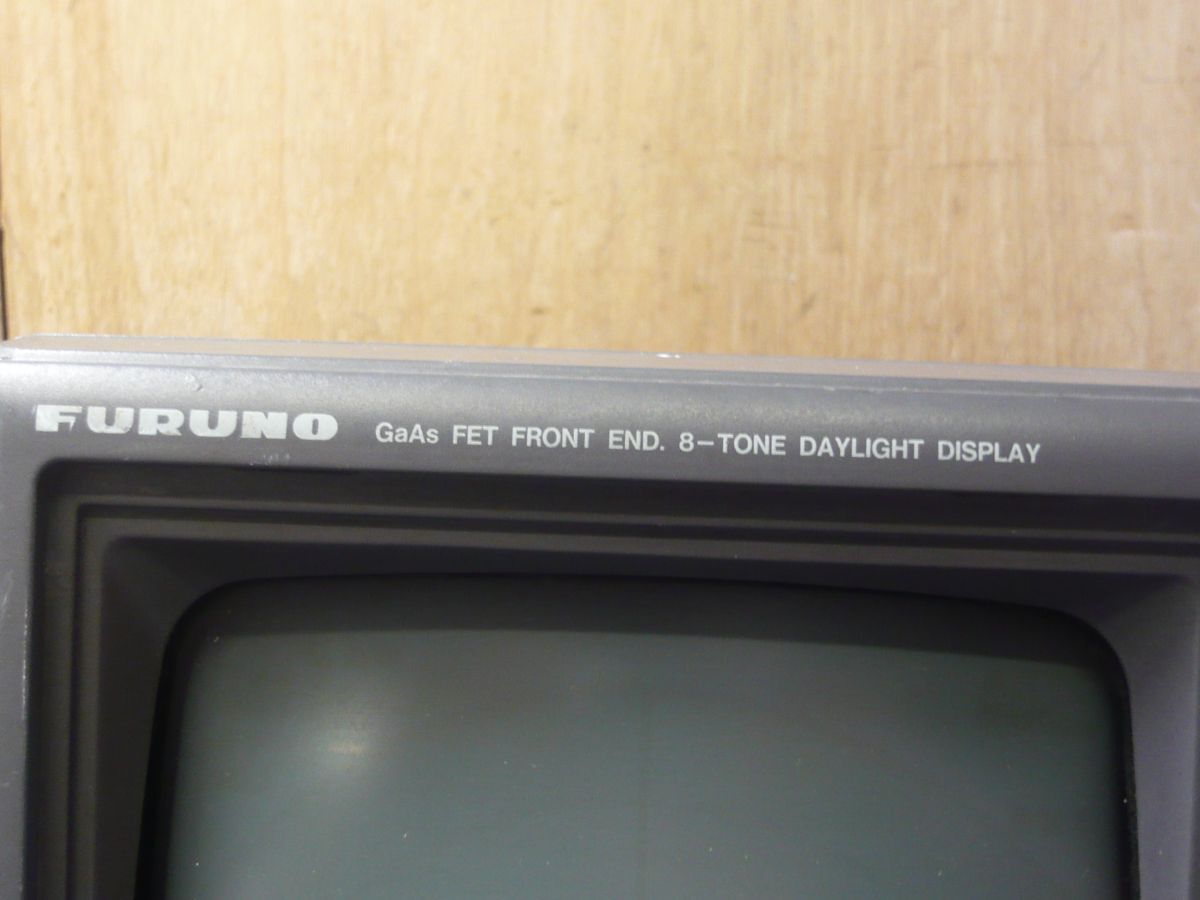 FURUNO GaAs FET FRONT END. 8-TONE DAYLIGHT DISPLAY